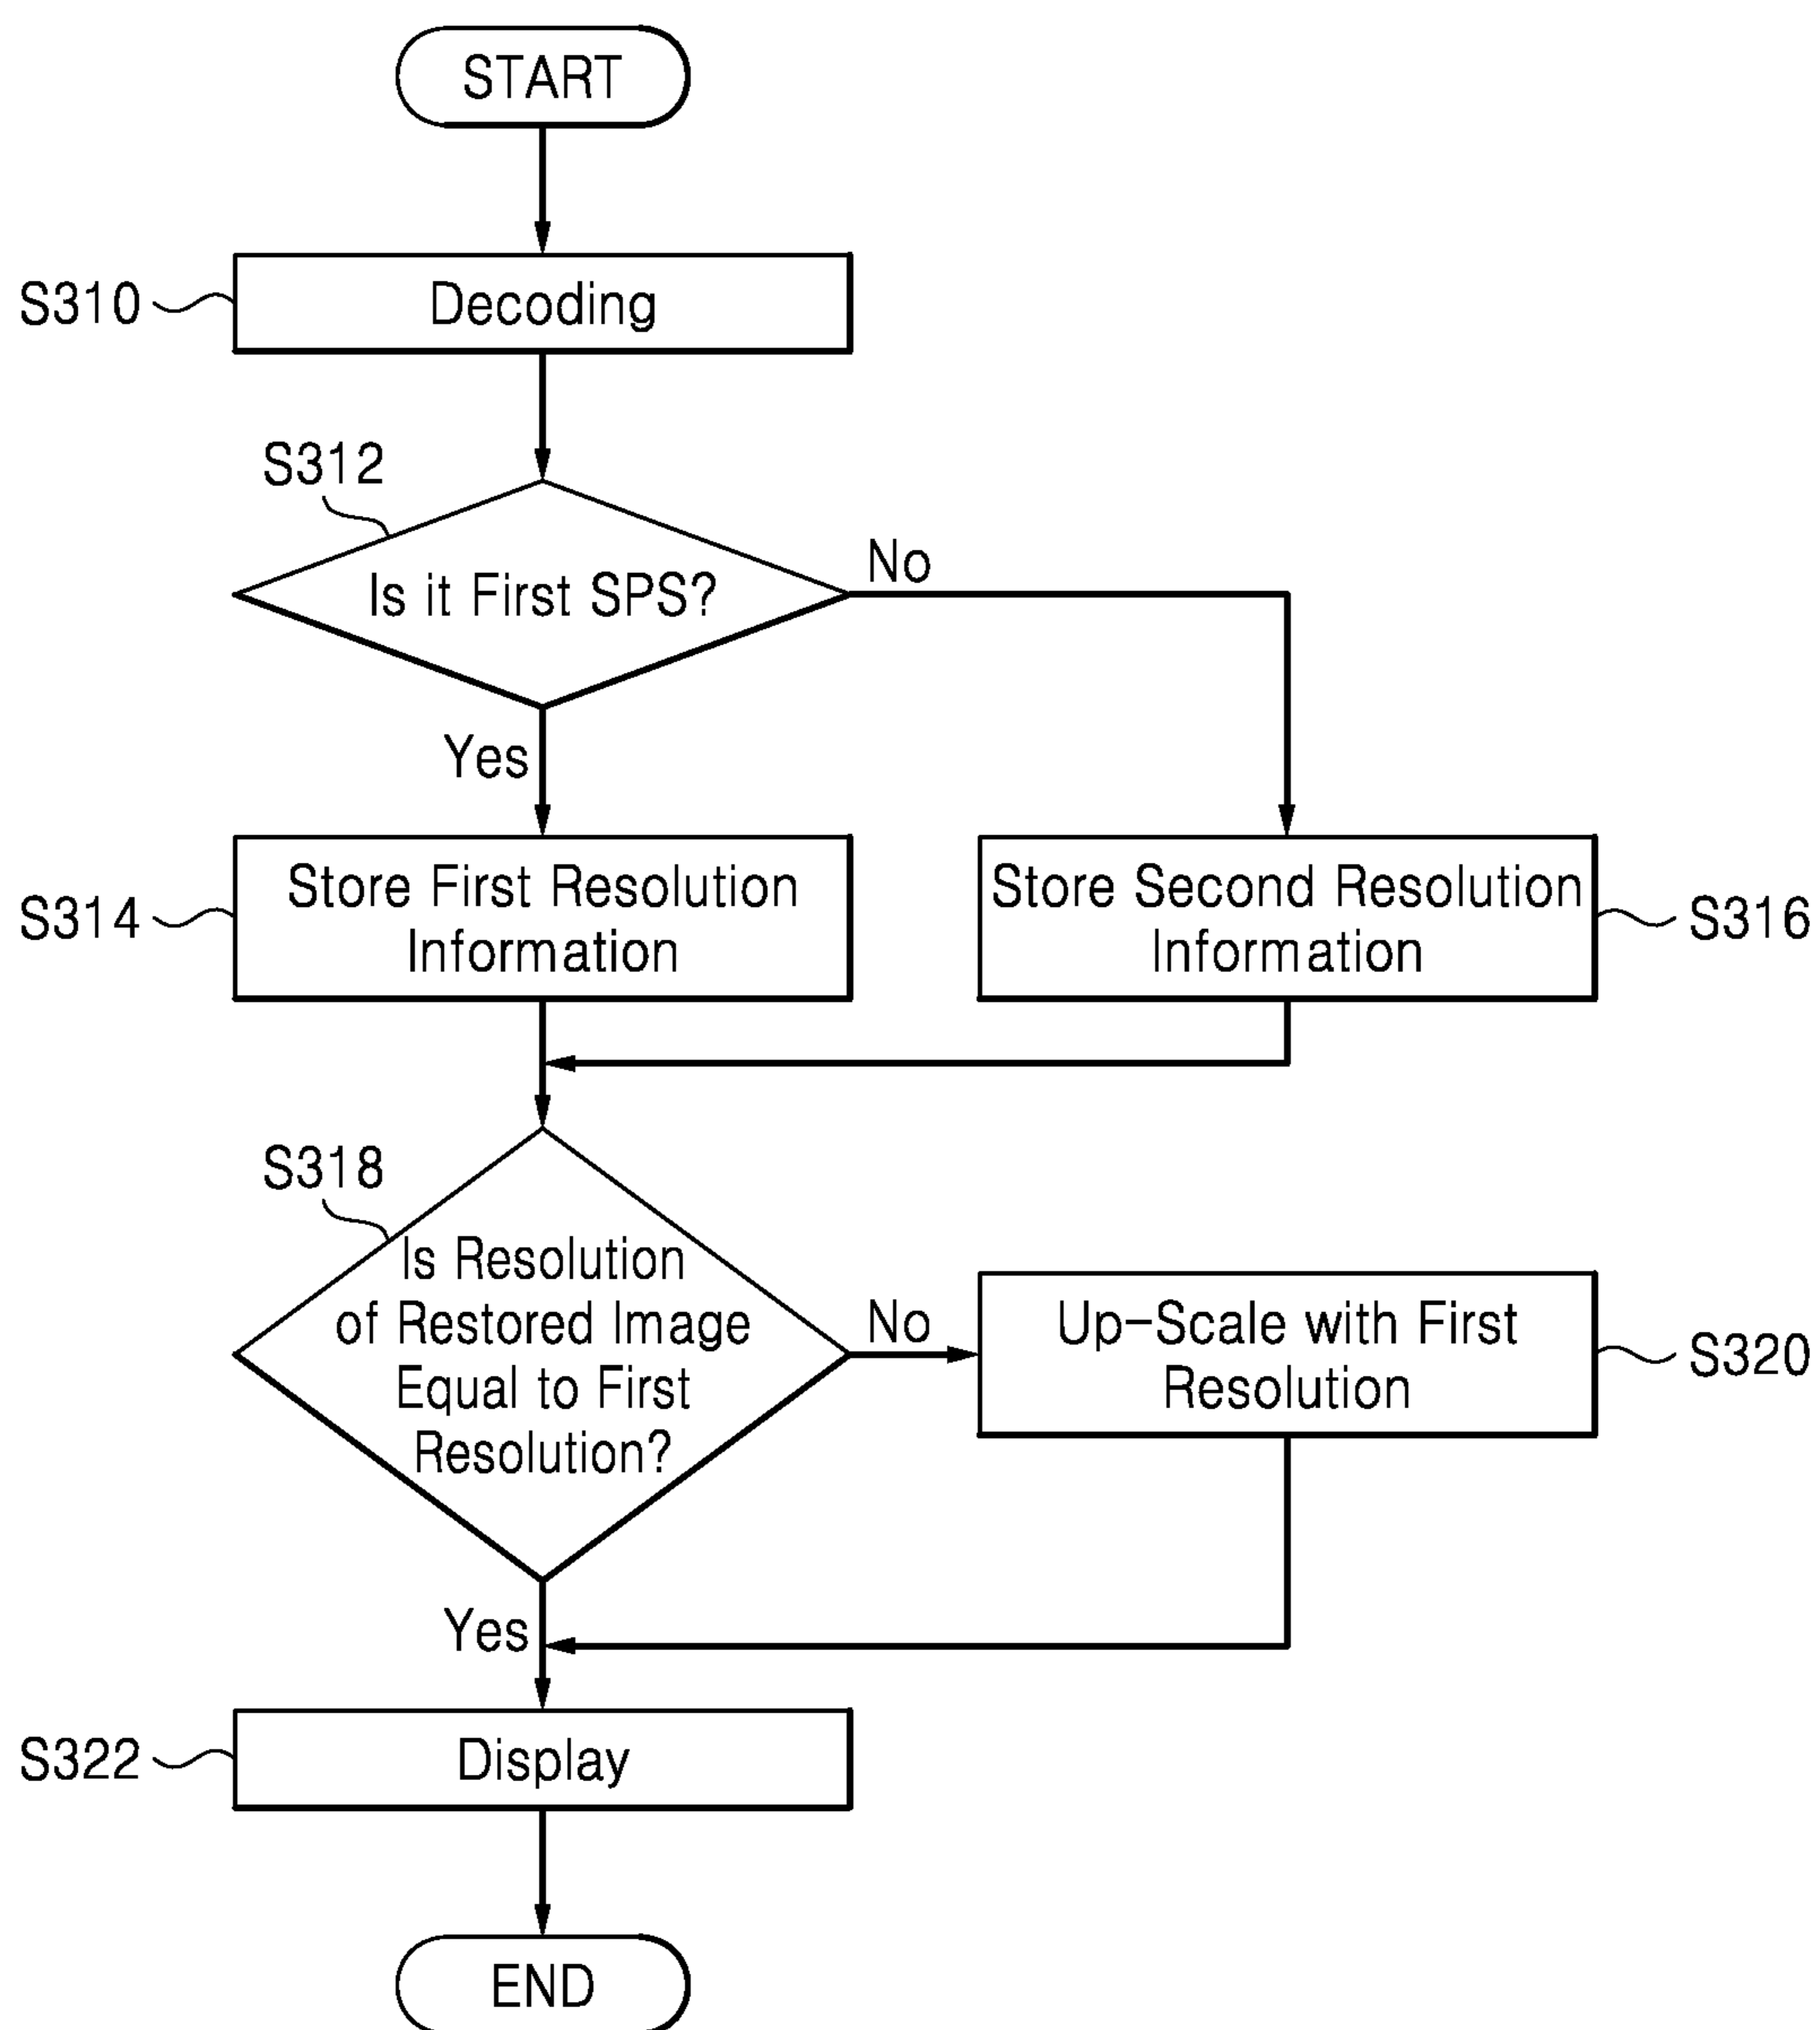 START
S310
Decoding
S312
Is it First SPS?
No
Yes
S314
Store First Resolution
Information
Store Second Resolution
Information
S316
S318
Is Resolution
of Restored Image
Equal to First
Resolution?
No
Up-Scale with First
Resolution
S320
Yes
S322
Display
END